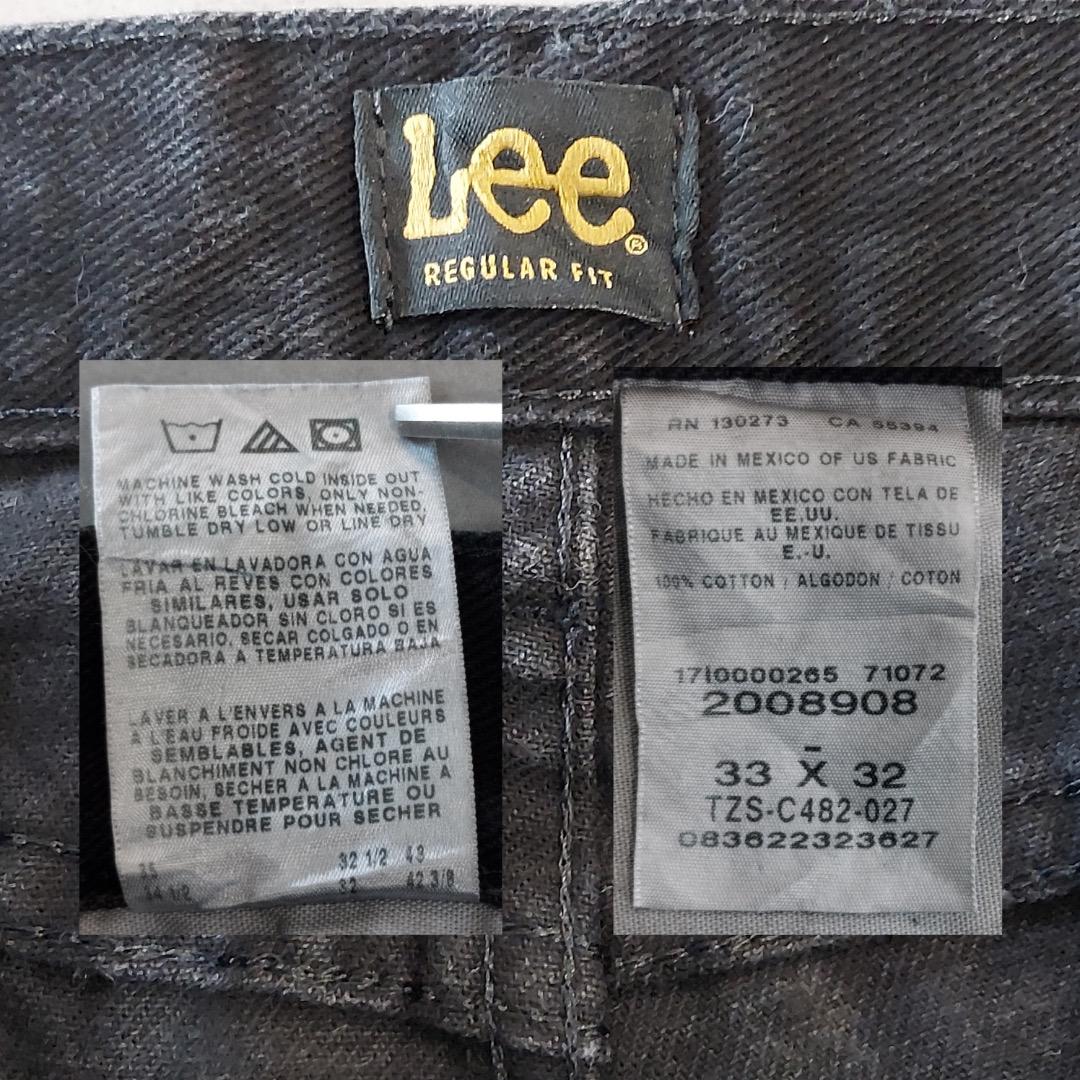 Lee®
REGULAR FIT
MACHINE WASH COLD INSIDE OUT
WITH LIKE COLORS, ONLY NON-
CHLORINE BLEACH WHEN NEEDED,
TUMBLE DRY LOW OR LINE DRY
LAVAR EN LAVADORA CON AGUA
FRIA AL REVES CON COLORES
SIMILARES, USAR SOLO
BLANQUEADOR SIN CLORO SI ES
NECESARIO, SECAR COLGADO O EN
SECADORA A TEMPERATURA BAJA
LAVER A L'ENVERS A LA MACHINE
A L'EAU FROIDE AVEC COULEURS
SEMBLABLES, AGENT DE
BLANCHIMENT NON CHLORE AU
BESOIN, SECHER A LA MACHINE A
BASSE TEMPERATURE OU
SUSPENDRE POUR SECHER
32 1/2 43
32 42 3/8
RN 130273 CA 55394
MADE IN MEXICO OF US FABRIC
HECHO EN MEXICO CON TELA DE
EE.UU.
FABRIQUE AU MEXIQUE DE TISSU
E.-U.
100% COTTON / ALGODON / COTON
17I0000265 71072
2008908
-
33 X 32
TZS-C482-027
083622323627